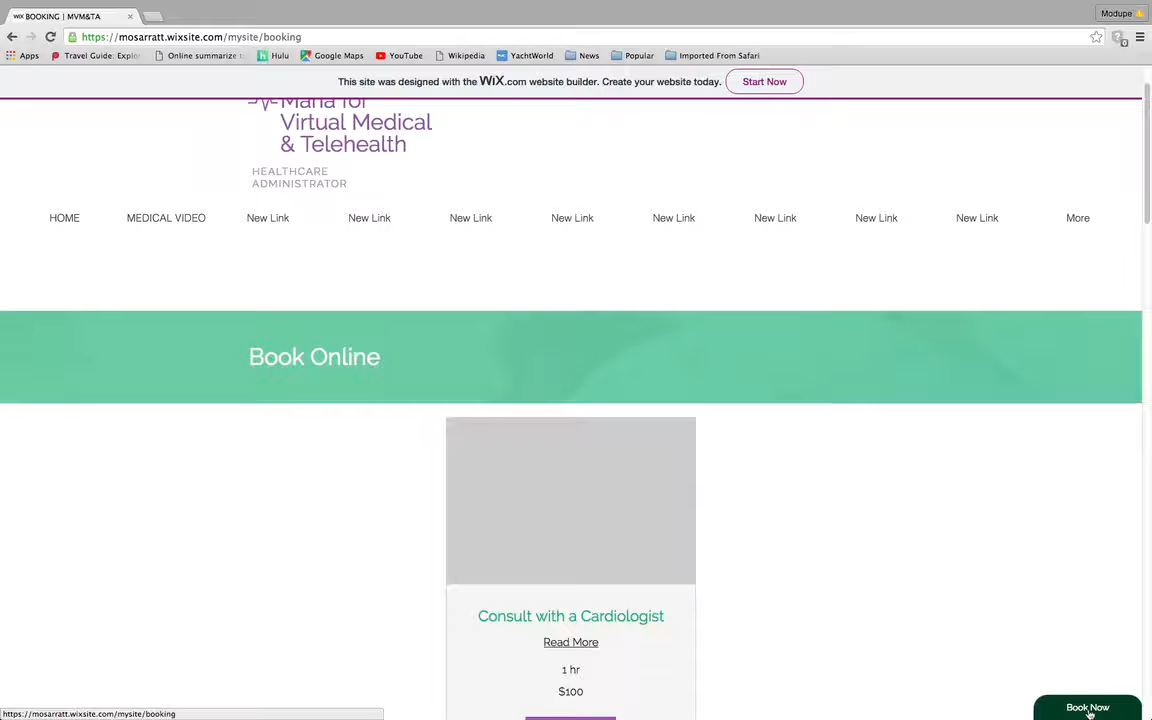 WiX BOOKING | MVM&TA
Modupe
https://mosarratt.wixsite.com/mysite/booking
Apps Travel Guide: Explor Online summarize t Hulu Google Maps YouTube Wikipedia YachtWorld News Popular Imported From Safari
This site was designed with the WiX.com website builder. Create your website today. Start Now
Maria for
Virtual Medical
& Telehealth
HEALTHCARE
ADMINISTRATOR
HOME MEDICAL VIDEO New Link New Link New Link New Link New Link New Link New Link New Link More
Book Online
Consult with a Cardiologist
Read More
1 hr
$100
Book Now
https://mosarratt.wixsite.com/mysite/booking